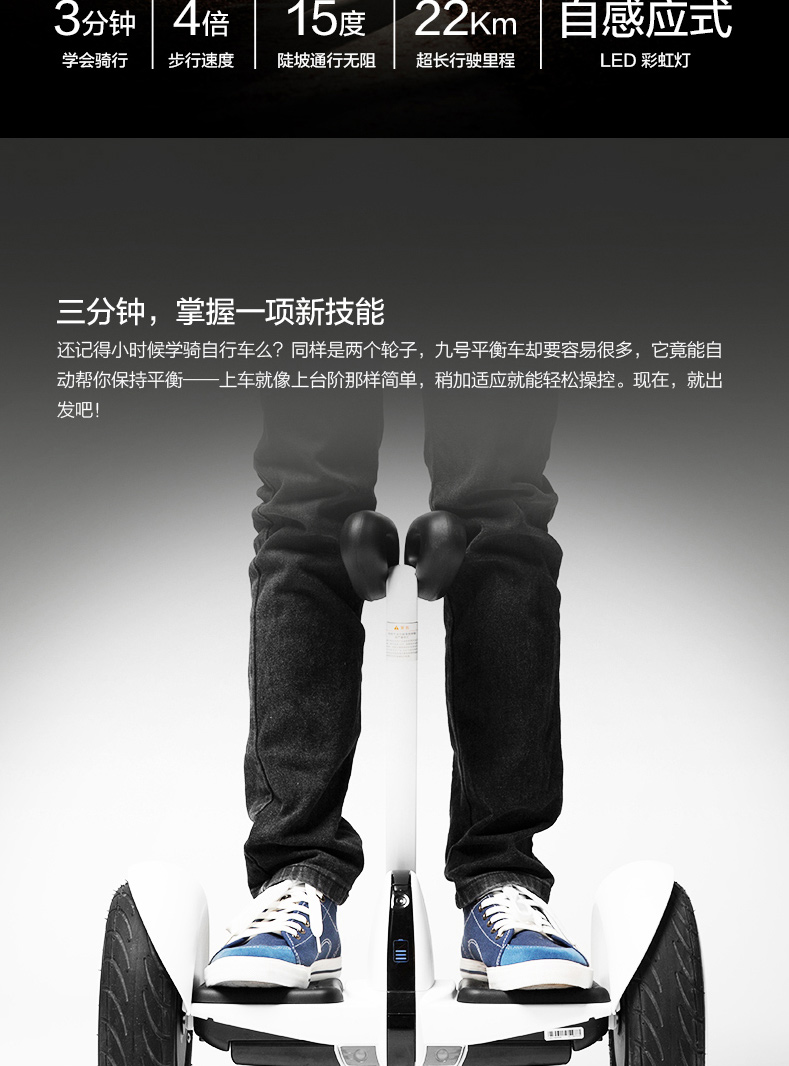 3分钟 4倍 15度 22Km 自感应式
学会骑行 步行速度 陡坡通行无阻 超长行驶里程 LED 彩虹灯
三分钟，掌握一项新技能
还记得小时候学骑自行车么？同样是两个轮子，九号平衡车却要容易很多，它竟能自
动帮你保持平衡——上车就像上台阶那样简单，稍加适应就能轻松操控。现在，就出
发吧！